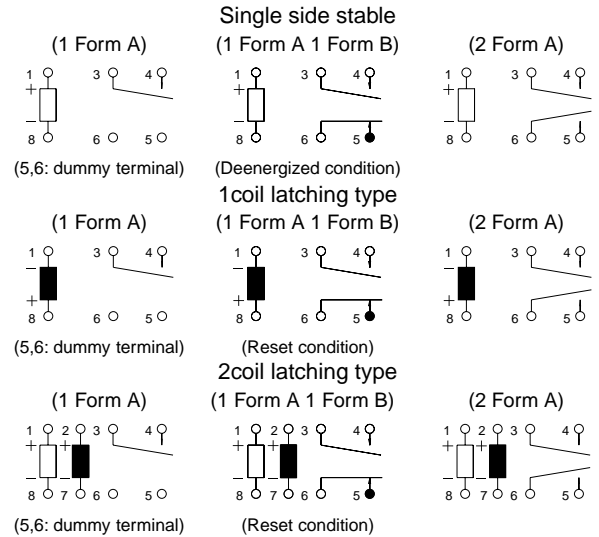 Single side stable
(1 Form A) (1 Form A 1 Form B) (2 Form A)
1 3 4 1 3 4 1 3 4
+ + +
– – –
8 6 5 8 6 5 8 6 5
(5,6: dummy terminal) (Deenergized condition)
1coil latching type
(1 Form A) (1 Form A 1 Form B) (2 Form A)
1 3 4 1 3 4 1 3 4
– – –
+ + +
8 6 5 8 6 5 8 6 5
(5,6: dummy terminal) (Reset condition)
2coil latching type
(1 Form A) (1 Form A 1 Form B) (2 Form A)
1 2 3 4 1 2 3 4 1 2 3 4
+ + + + + +
– – – – – –
8 7 6 5 8 7 6 5 8 7 6 5
(5,6: dummy terminal) (Reset condition)